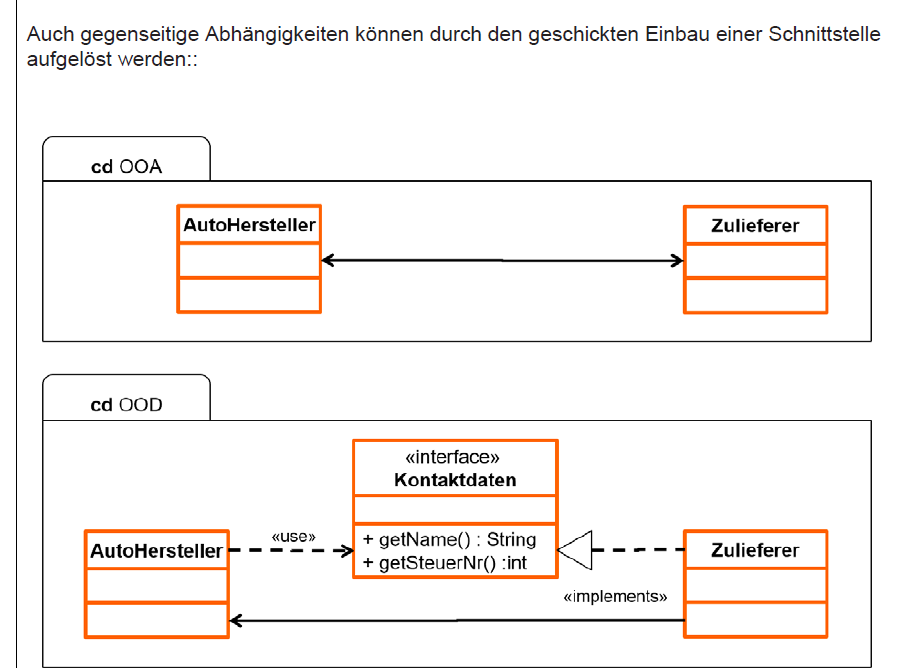 Auch gegenseitige Abhängigkeiten können durch den geschickten Einbau einer Schnittstelle
aufgelöst werden::
cd OOA
AutoHersteller
Zulieferer
cd OOD
«interface»
Kontaktdaten
«use»
+ getName() : String
+ getSteuerNr() :int
AutoHersteller
Zulieferer
«implements»